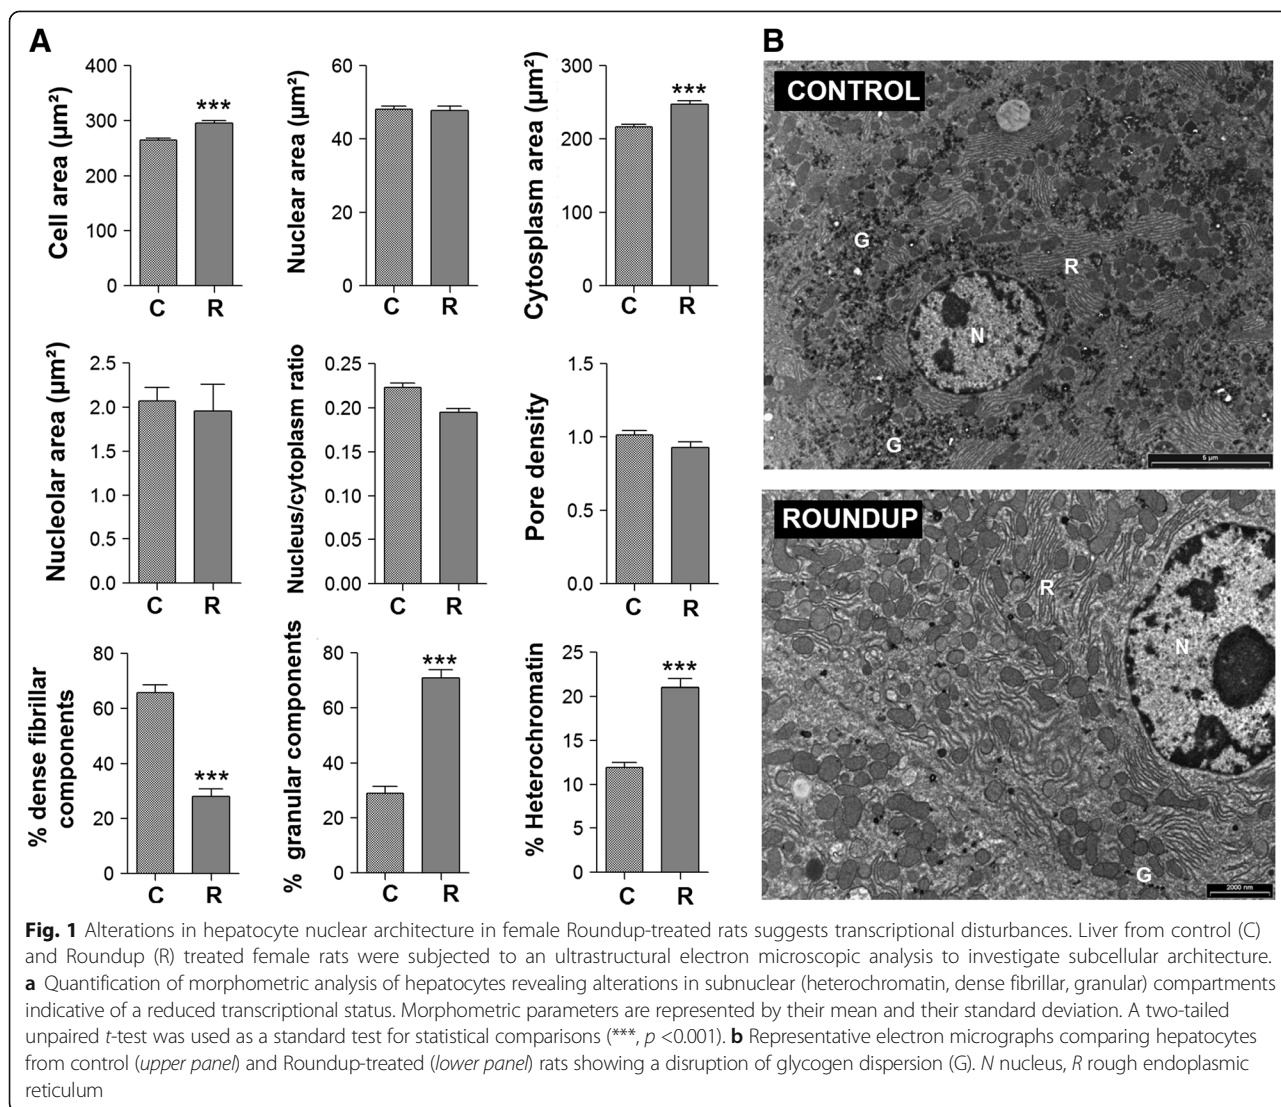 A
B
400
300
200
100
0
Cell area (µm²)
***
C
R
60
40
20
0
Nuclear area (µm²)
C
R
300
200
100
0
Cytosplasm area (µm²)
***
C
R
2.5
2.0
1.5
1.0
0.5
0.0
Nucleolar area (µm²)
C
R
0.25
0.20
0.15
0.10
0.05
0.00
Nucleus/cytoplasm ratio
C
R
1.5
1.0
0.5
0.0
Pore density
C
R
80
60
40
20
0
% dense fibrillar
components
***
C
R
80
60
40
20
0
% granular components
***
C
R
25
20
15
10
5
0
% Heterochromatin
***
C
R
CONTROL
G
R
N
G
5 µm
ROUNDUP
R
N
G
2000 nm
Fig. 1 Alterations in hepatocyte nuclear architecture in female Roundup-treated rats suggests transcriptional disturbances. Liver from control (C)
and Roundup (R) treated female rats were subjected to an ultrastructural electron microscopic analysis to investigate subcellular architecture.
a Quantification of morphometric analysis of hepatocytes revealing alterations in subnuclear (heterochromatin, dense fibrillar, granular) compartments
indicative of a reduced transcriptional status. Morphometric parameters are represented by their mean and their standard deviation. A two-tailed
unpaired t-test was used as a standard test for statistical comparisons (***, p <0.001). b Representative electron micrographs comparing hepatocytes
from control (upper panel) and Roundup-treated (lower panel) rats showing a disruption of glycogen dispersion (G). N nucleus, R rough endoplasmic
reticulum